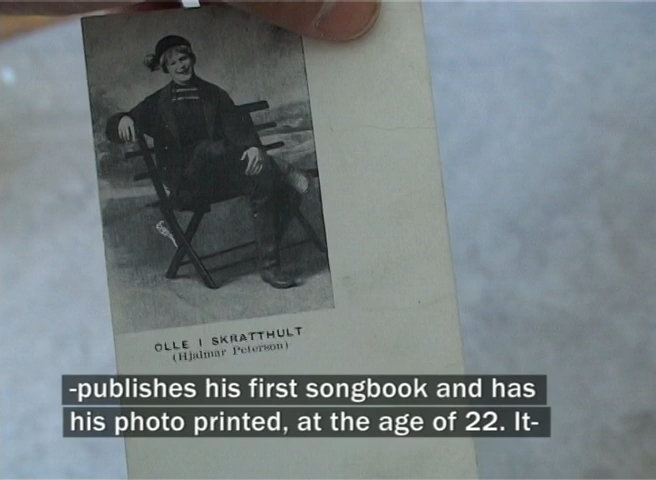 OLLE I SKRATTHULT
(Hjalmar Peterson)
-publishes his first songbook and has
his photo printed, at the age of 22. It-